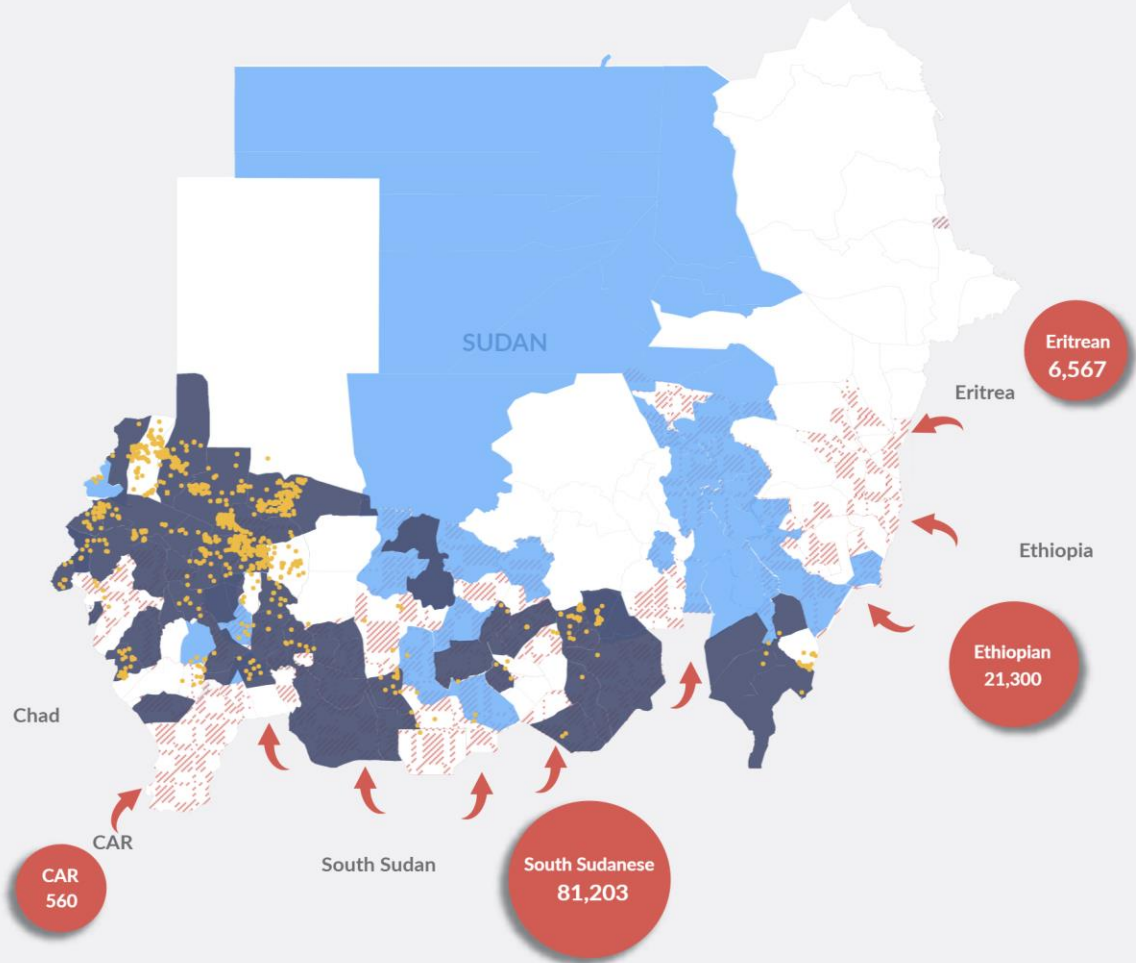 SUDAN
Eritrean
6,567
Eritrea
Ethiopia
Ethiopian
21,300
Chad
CAR
South Sudan
South Sudanese
81,203
CAR
560